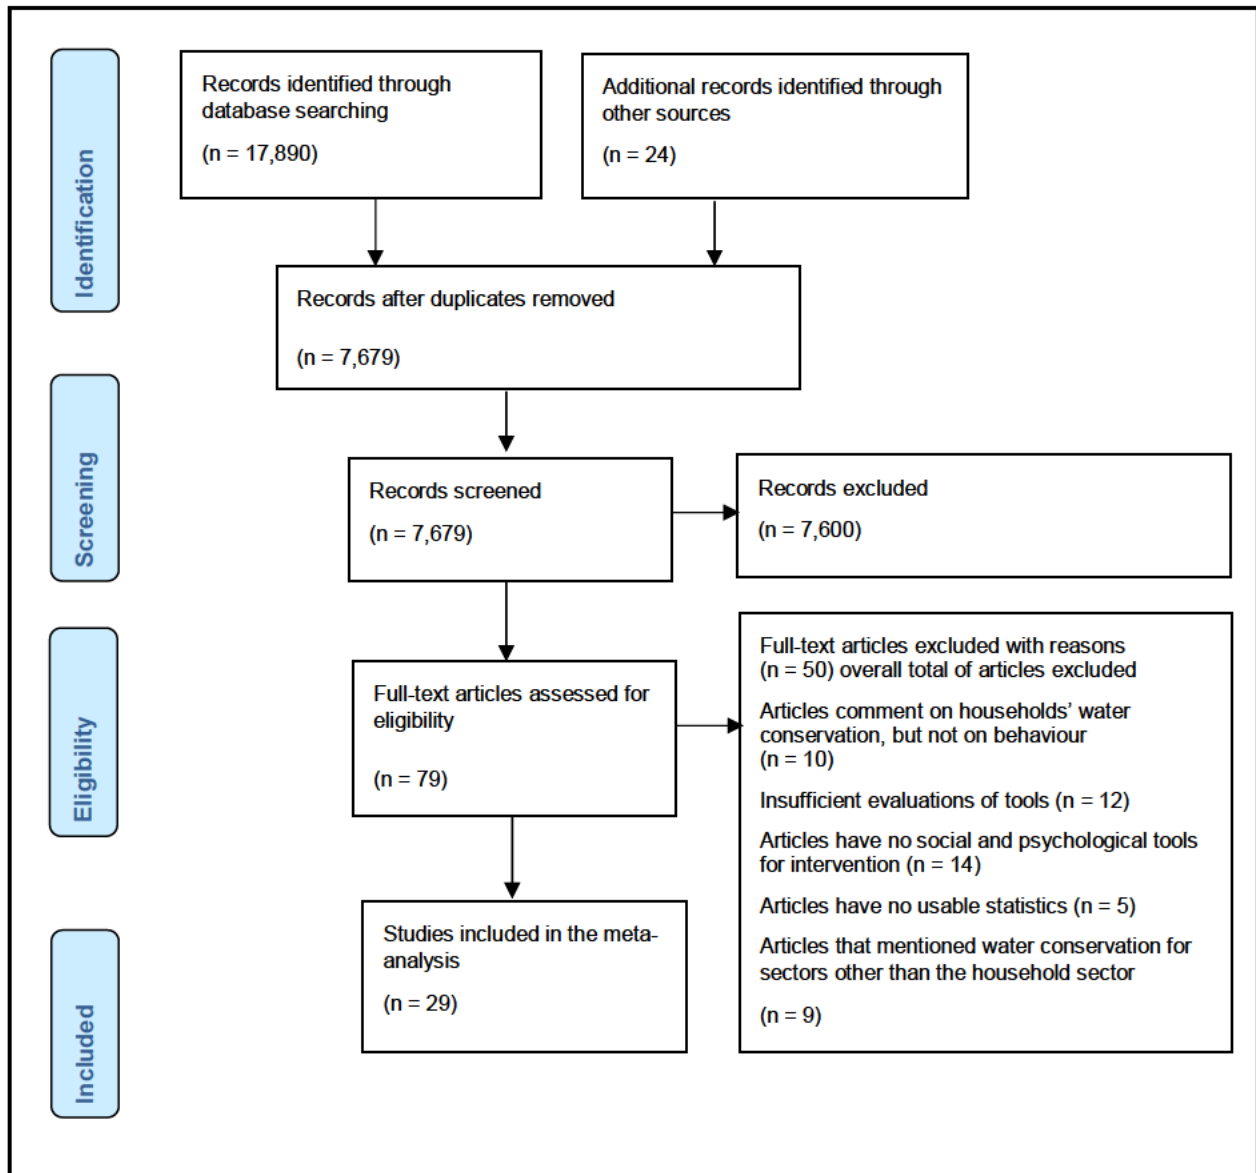 Identification
Records identified through
database searching
(n = 17,890)
Additional records identified through
other sources
(n = 24)
Records after duplicates removed
(n = 7,679)
Screening
Records screened
(n = 7,679)
Records excluded
(n = 7,600)
Eligibility
Full-text articles assessed for
eligibility
(n = 79)
Full-text articles excluded with reasons
(n = 50) overall total of articles excluded
Articles comment on households’ water
conservation, but not on behaviour
(n = 10)
Insufficient evaluations of tools (n = 12)
Articles have no social and psychological tools
for intervention (n = 14)
Articles have no usable statistics (n = 5)
Articles that mentioned water conservation for
sectors other than the household sector
(n = 9)
Included
Studies included in the meta-
analysis
(n = 29)